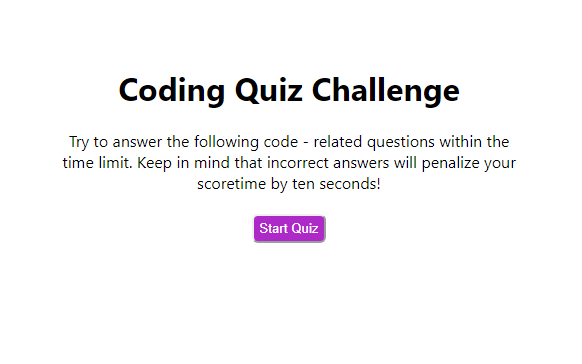 Coding Quiz Challenge
Try to answer the following code - related questions within the
time limit. Keep in mind that incorrect answers will penalize your
scoretime by ten seconds!
Start Quiz